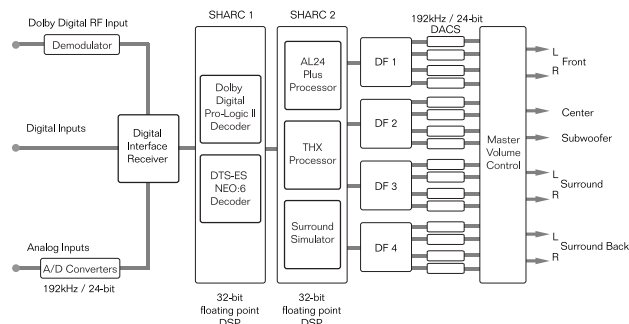 Dolby Digital RF Input
Demodulator
Digital Inputs
Digital
Interface
Receiver
Analog Inputs
A/D Converters
192kHz / 24-bit
SHARC 1
Dolby
Digital
Pro-Logic II
Decoder
DTS-ES
NEO:6
Decoder
32-bit
floating point
DSP
SHARC 2
AL24
Plus
Processor
THX
Processor
Surround
Simulator
32-bit
floating point
DSP
DF 1
DF 2
DF 3
DF 4
192kHz / 24-bit
DACS
Master
Volume
Control
L
Front
R
Center
Subwoofer
L
Surround
R
L
Surround Back
R